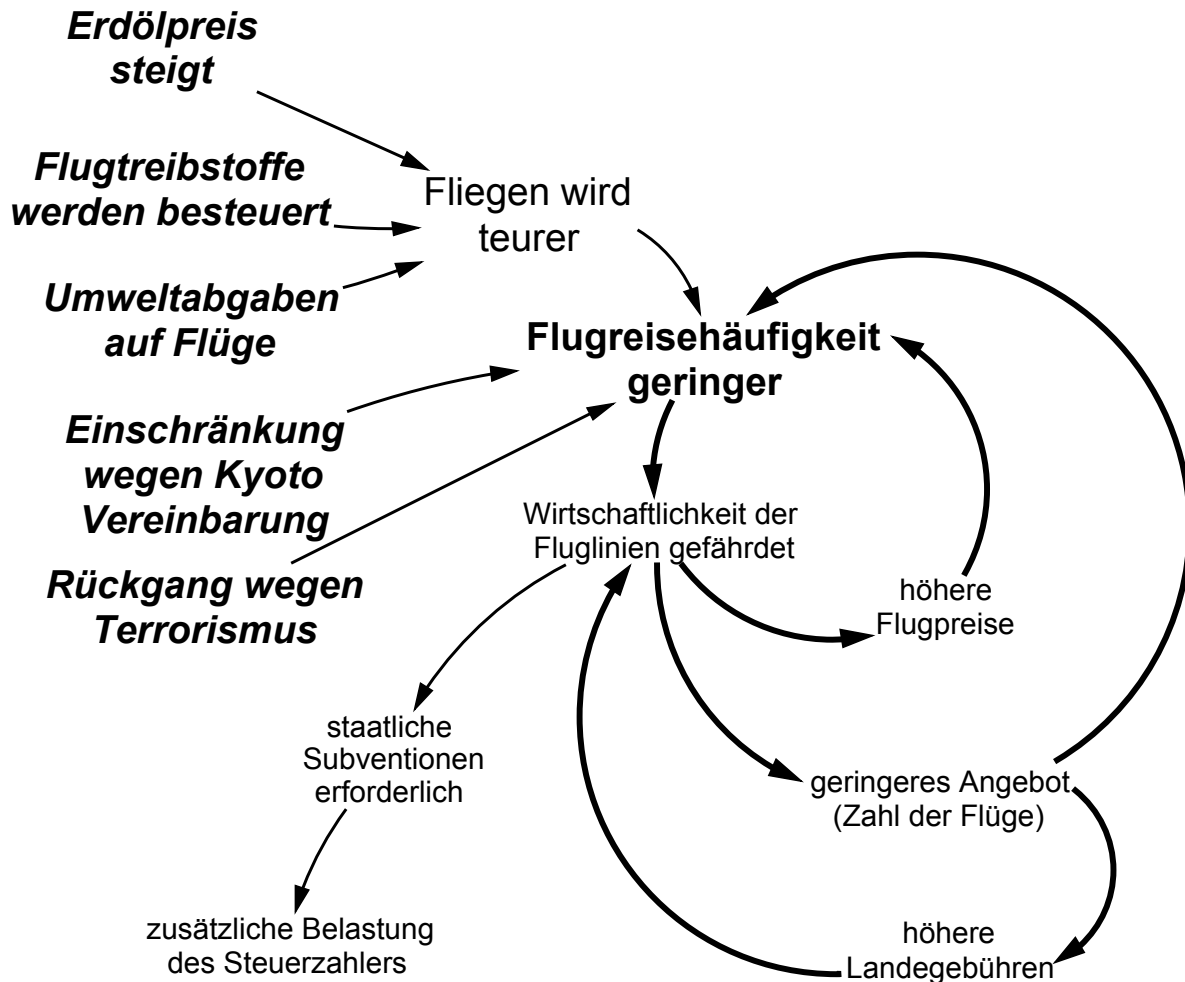 Erdölpreis
steigt
Flugtreibstoffe
werden besteuert
Fliegen wird
teurer
Umweltabgaben
auf Flüge
Flugreisehäufigkeit
geringer
Einschränkung
wegen Kyoto
Vereinbarung
Wirtschaftlichkeit der
Fluglinien gefährdet
Rückgang wegen
Terrorismus
höhere
Flugpreise
staatliche
Subventionen
erforderlich
geringeres Angebot
(Zahl der Flüge)
zusätzliche Belastung
des Steuerzahlers
höhere
Landegebühren